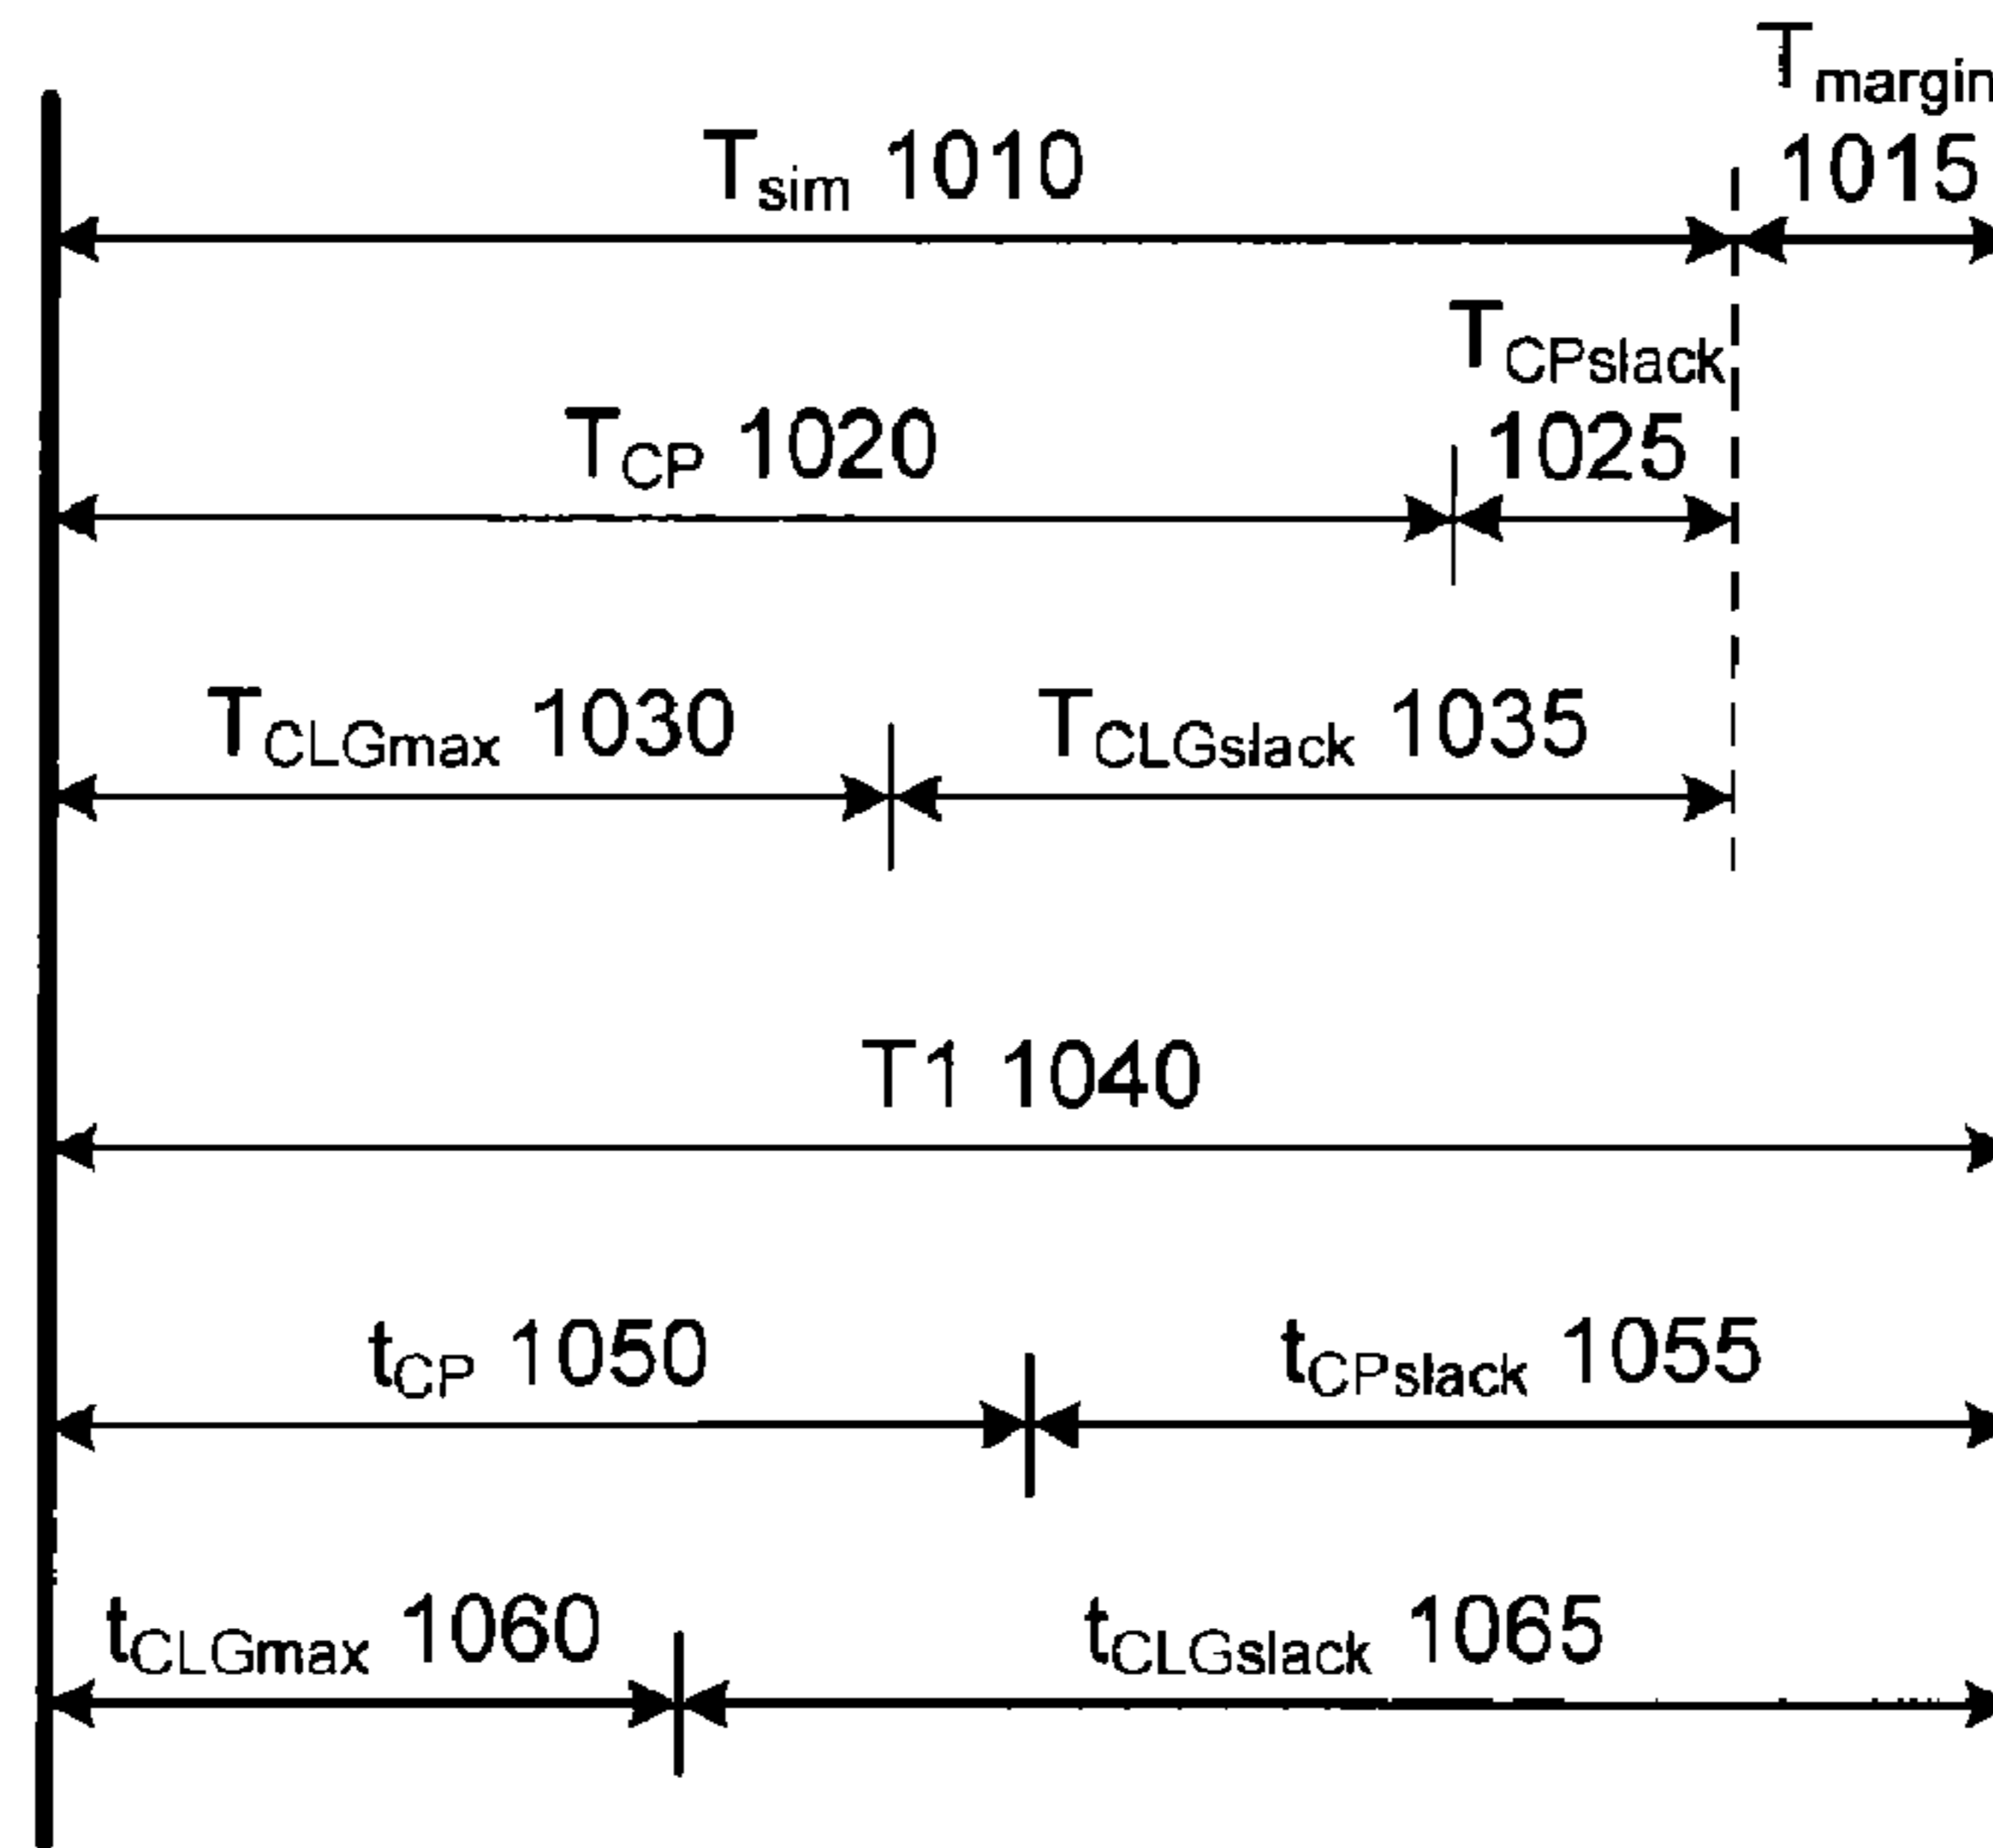 Tmargin
Tsim 1010
1015
TCPslack
TCP 1020
1025
TCLGmax 1030
TCLGslack 1035
T1 1040
tCP 1050
tCPslack 1055
tCLGmax 1060
tCLGslack 1065